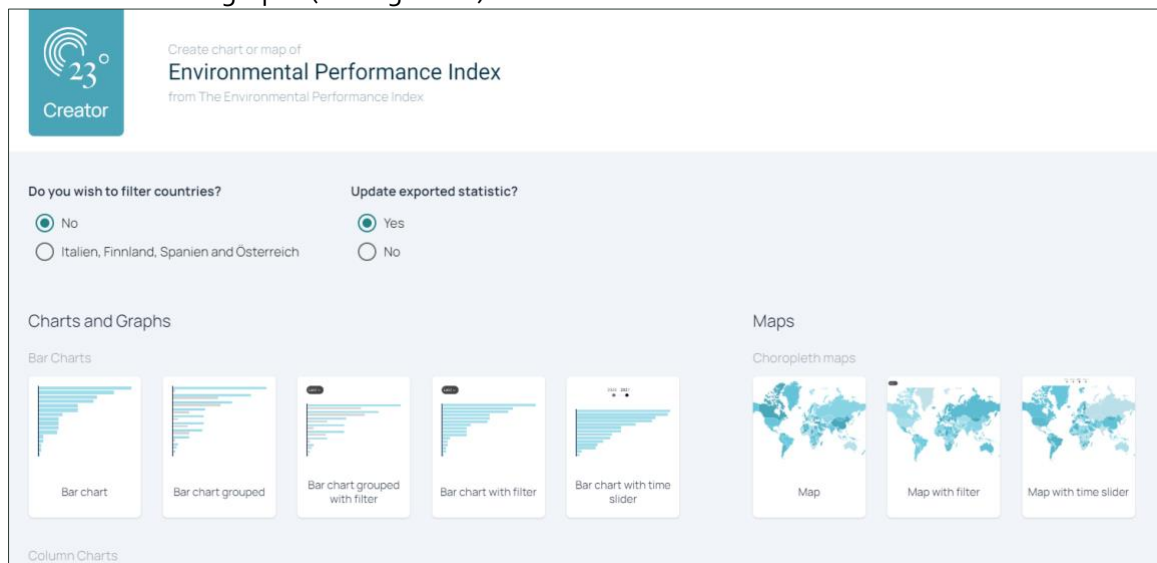 23°
Creator
Create chart or map of
Environmental Performance Index
from The Environmental Performance Index
Do you wish to filter countries?
No
Italien, Finnland, Spanien and Österreich
Update exported statistic?
Yes
No
Charts and Graphs
Bar Charts
Bar chart
Bar chart grouped
Bar chart grouped
with filter
Bar chart with filter
Bar chart with time
slider
Maps
Choropleth maps
Map
Map with filter
Map with time slider
Column Charts